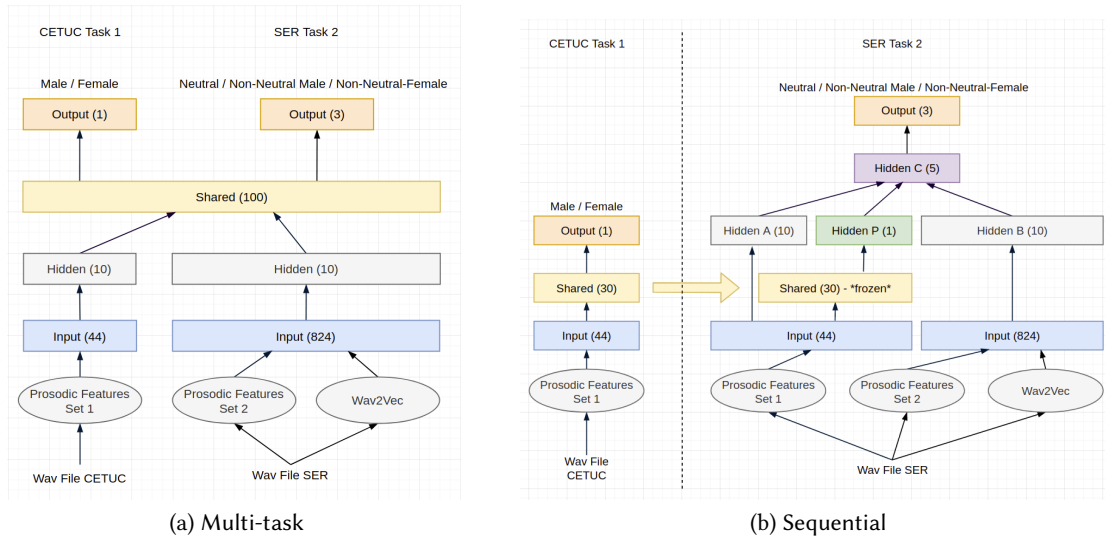 CETUC Task 1
SER Task 2
Male / Female
Neutral / Non-Neutral Male / Non-Neutral-Female
Output (1)
Output (3)
Shared (100)
Hidden (10)
Hidden (10)
Input (44)
Input (824)
Prosodic Features
Set 1
Prosodic Features
Set 2
Wav2Vec
Wav File CETUC
Wav File SER
(a) Multi-task
CETUC Task 1
SER Task 2
Neutral / Non-Neutral Male / Non-Neutral-Female
Output (3)
Hidden C (5)
Male / Female
Output (1)
Hidden A (10)
Hidden P (1)
Hidden B (10)
Shared (30)
Shared (30) - *frozen*
Input (44)
Input (44)
Input (824)
Prosodic Features
Set 1
Prosodic Features
Set 1
Prosodic Features
Set 2
Wav2Vec
Wav File
CETUC
Wav File SER
(b) Sequential